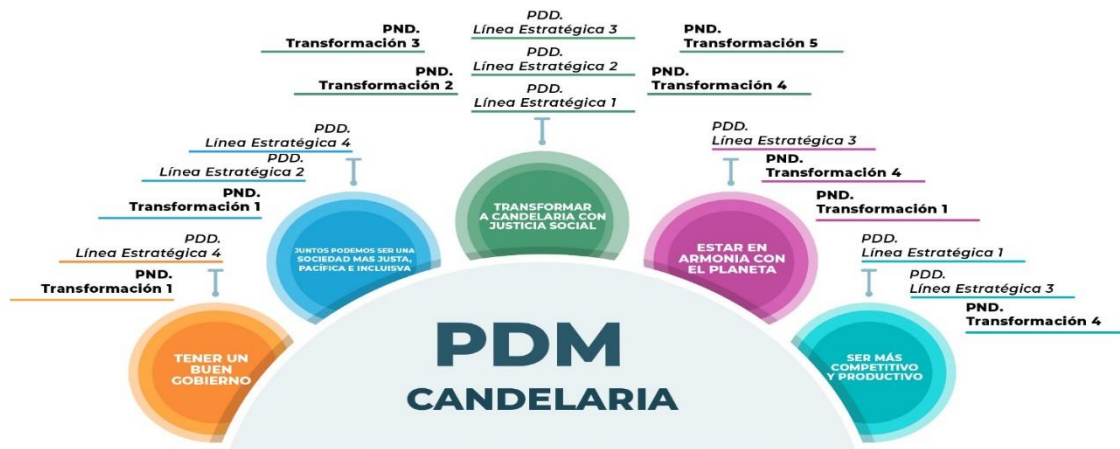 PND.
Transformación 3
PND.
Transformación 2
PDD.
Línea Estratégica 3
PDD.
Línea Estratégica 2
PDD.
Línea Estratégica 1
PND.
Transformación 5
PND.
Transformación 4
PDD.
Línea Estratégica 4
PDD.
Línea Estratégica 2
PND.
Transformación 1
PDD.
Línea Estratégica 3
PND.
Transformación 4
PND.
Transformación 1
PDD.
Línea Estratégica 4
PND.
Transformación 1
PDD.
Línea Estratégica 1
PDD.
Línea Estratégica 3
PND.
Transformación 4
TENER UN
BUEN
GOBIERNO
JUNTOS PODEMOS SER UNA
SOCIEDAD MAS JUSTA,
PACÍFICA E INCLUISVA
TRANSFORMAR
A CANDELARIA CON
JUSTICIA SOCIAL
ESTAR EN
ARMONIA CON
EL PLANETA
SER MÁS
COMPETITIVO
Y PRODUCTIVO
PDM
CANDELARIA